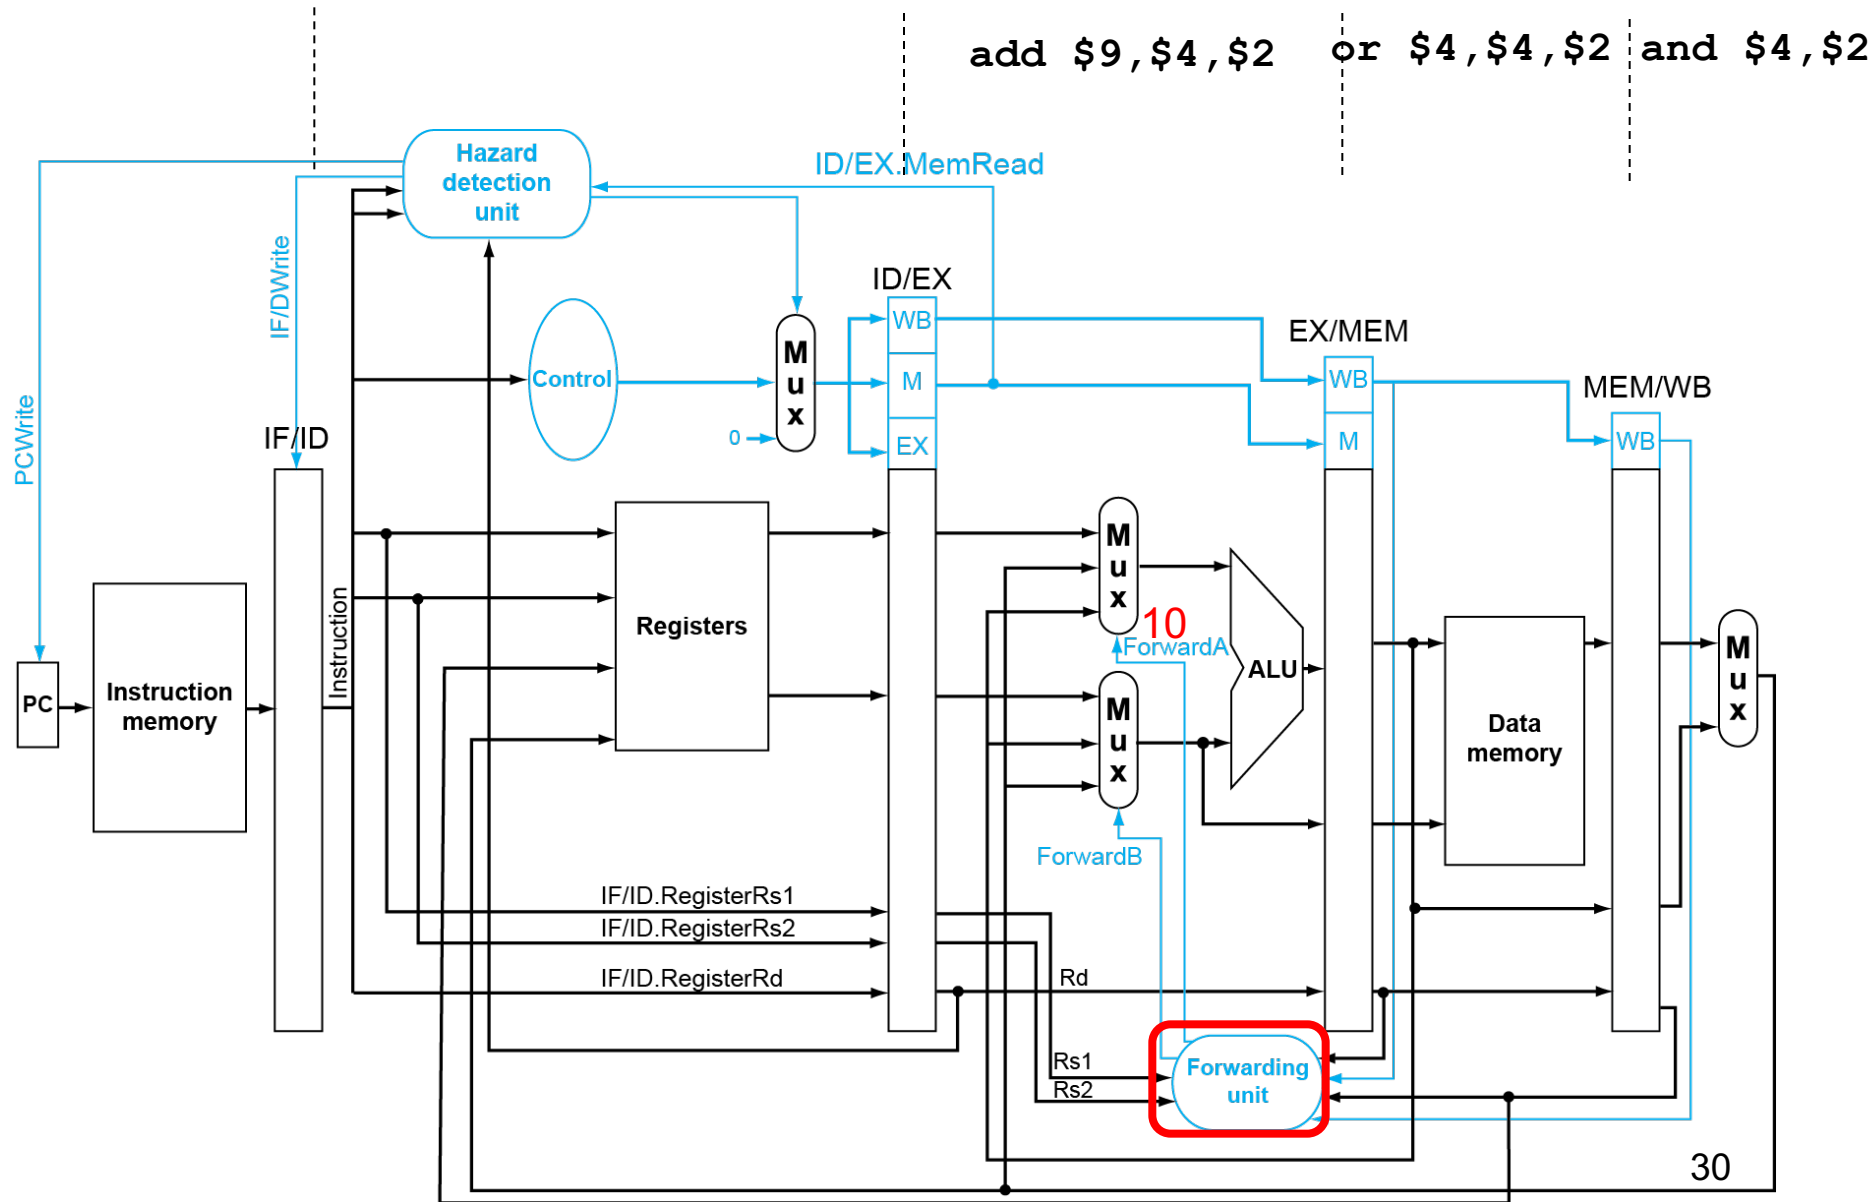 add $9,$4,$2
or $4,$4,$2
and $4,$2
Hazard
detection
unit
ID/EX.MemRead
IF/DWrite
PCWrite
ID/EX
WB
M
EX
Control
0
M
u
x
EX/MEM
WB
M
MEM/WB
WB
IF/ID
PC
Instruction
memory
Instruction
Registers
M
u
x
10
ForwardA
M
u
x
ForwardB
ALU
Data
memory
M
u
x
IF/ID.RegisterRs1
IF/ID.RegisterRs2
IF/ID.RegisterRd
Rd
Rs1
Rs2
Forwarding
unit
30